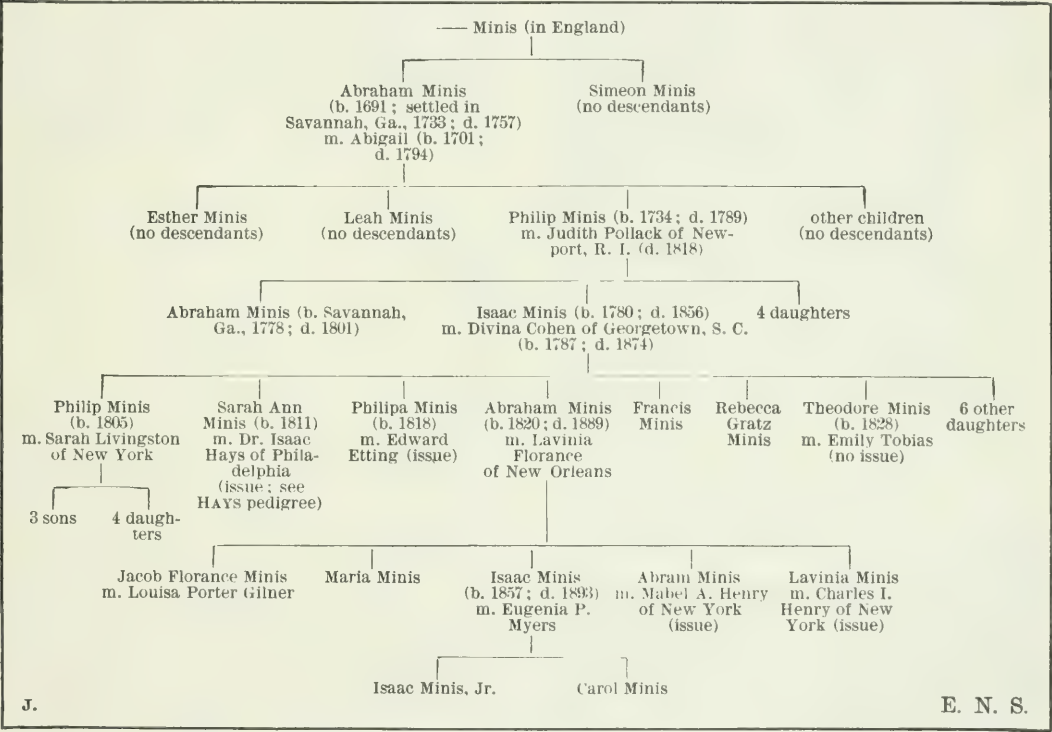 —— Minis (in England)
Abraham Minis
(b. 1691; settled in
Savannah, Ga., 1733; d. 1757)
m. Abigail (b. 1701;
d. 1794)
Simeon Minis
(no descendants)
Esther Minis
(no descendants)
Leah Minis
(no descendants)
Philip Minis (b. 1734; d. 1789)
m. Judith Pollack of New-
port, R. I. (d. 1818)
other children
(no descendants)
Abraham Minis (b. Savannah,
Ga., 1778; d. 1801)
Isaac Minis (b. 1780; d. 1856)
m. Divina Cohen of Georgetown, S. C.
(b. 1787; d. 1874)
4 daughters
Philip Minis
(b. 1805)
m. Sarah Livingston
of New York
Sarah Ann
Minis (b. 1811)
m. Dr. Isaac
Hays of Phila-
delphia
(issue; see
HAYS pedigree)
Philipa Minis
(b. 1818)
m. Edward
Etting (issue)
Abraham Minis
(b. 1820; d. 1889)
m. Lavinia
Florance
of New Orleans
Francis
Minis
Rebecca
Gratz
Minis
Theodore Minis
(b. 1828)
m. Emily Tobias
(no issue)
6 other
daughters
3 sons
4 daugh-
ters
Jacob Florance Minis
m. Louisa Porter Gilner
Maria Minis
Isaac Minis
(b. 1857; d. 1893)
m. Eugenia P.
Myers
Abram Minis
m. Mabel A. Henry
of New York
(issue)
Lavinia Minis
m. Charles I.
Henry of New
York (issue)
Isaac Minis, Jr.
Carol Minis
J.
E. N. S.